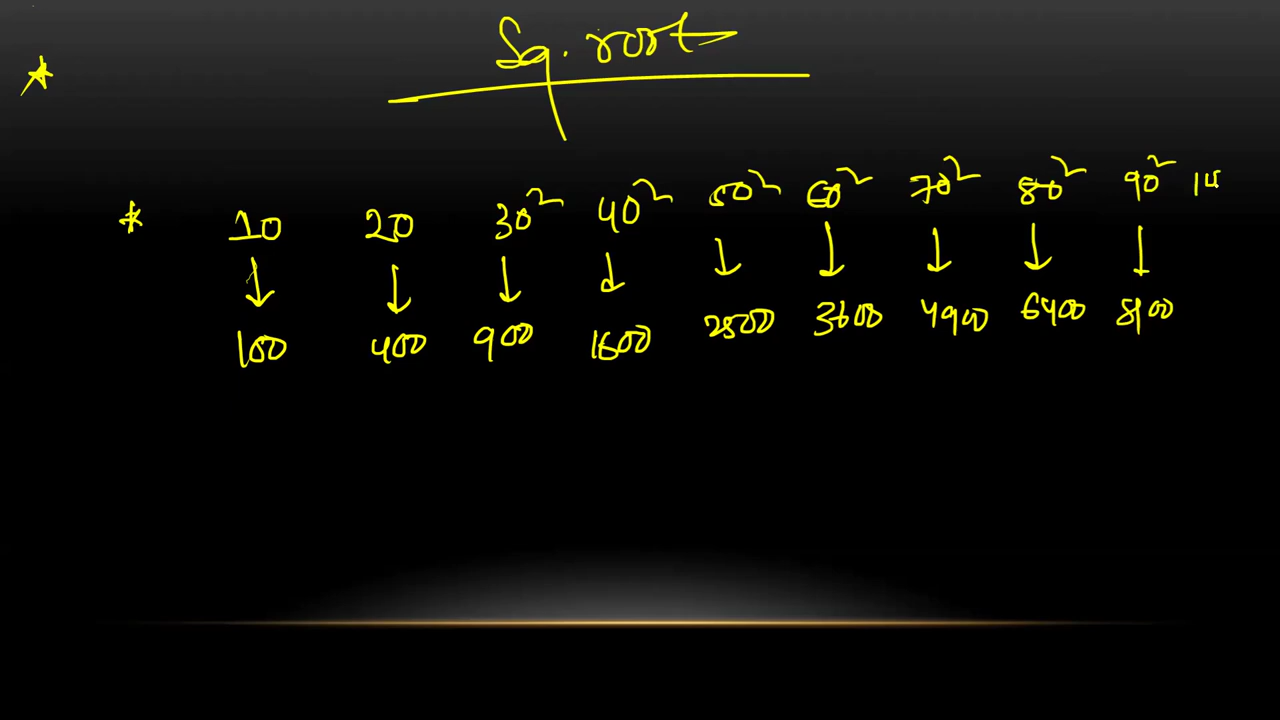 Sq. root
* 10 20 30² 40² 50² 60² 70² 80² 90²
↓ ↓ ↓ ↓ ↓ ↓ ↓ ↓ ↓
100 400 900 1600 2500 3600 4900 6400 8100